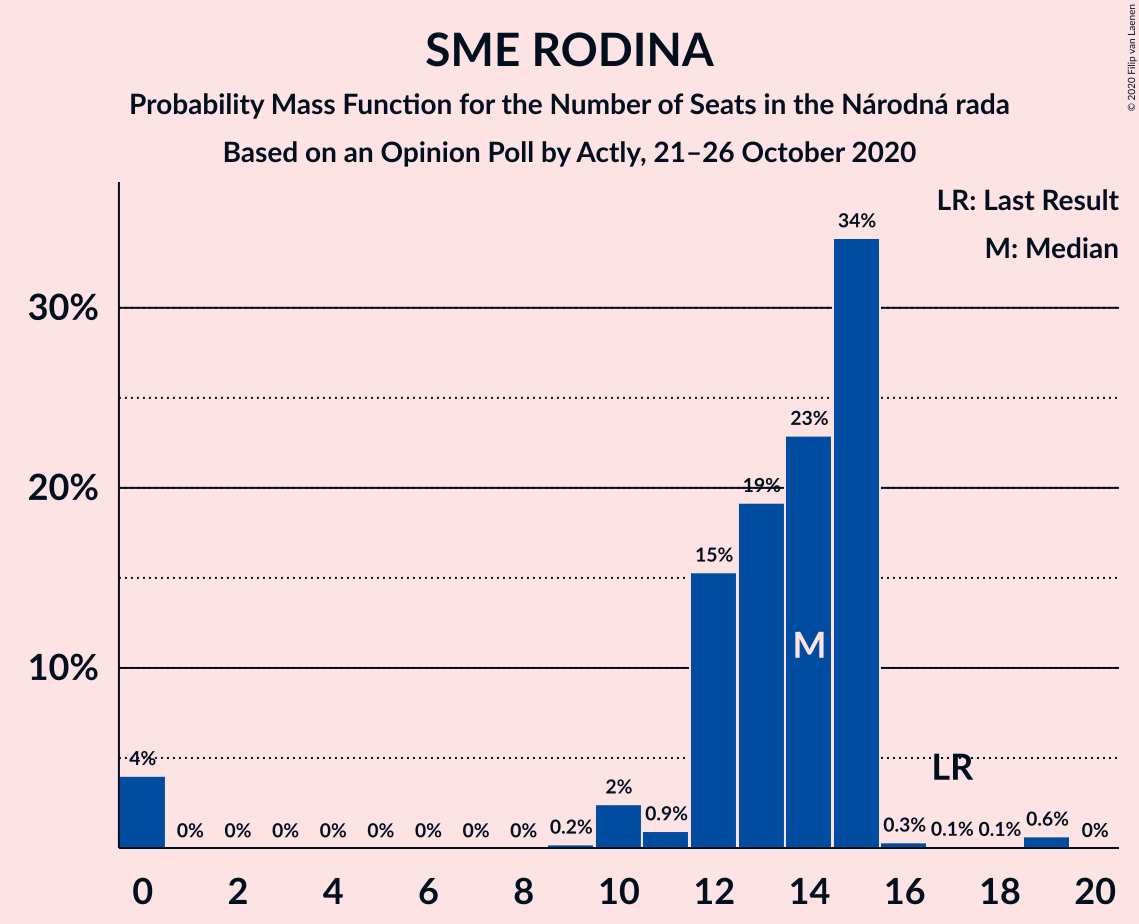 SME RODINA
Probability Mass Function for the Number of Seats in the Národná rada
Based on an Opinion Poll by Actly, 21–26 October 2020
© 2020 Filip van Laenen
LR: Last Result
M: Median
34%
30%
23%
20%
19%
15%
M
10%
LR
4%
0% 0% 0% 0% 0% 0% 0% 0% 0.2% 2% 0.9% 0.3% 0.1% 0.1% 0.6% 0%
0 2 4 6 8 10 12 14 16 18 20